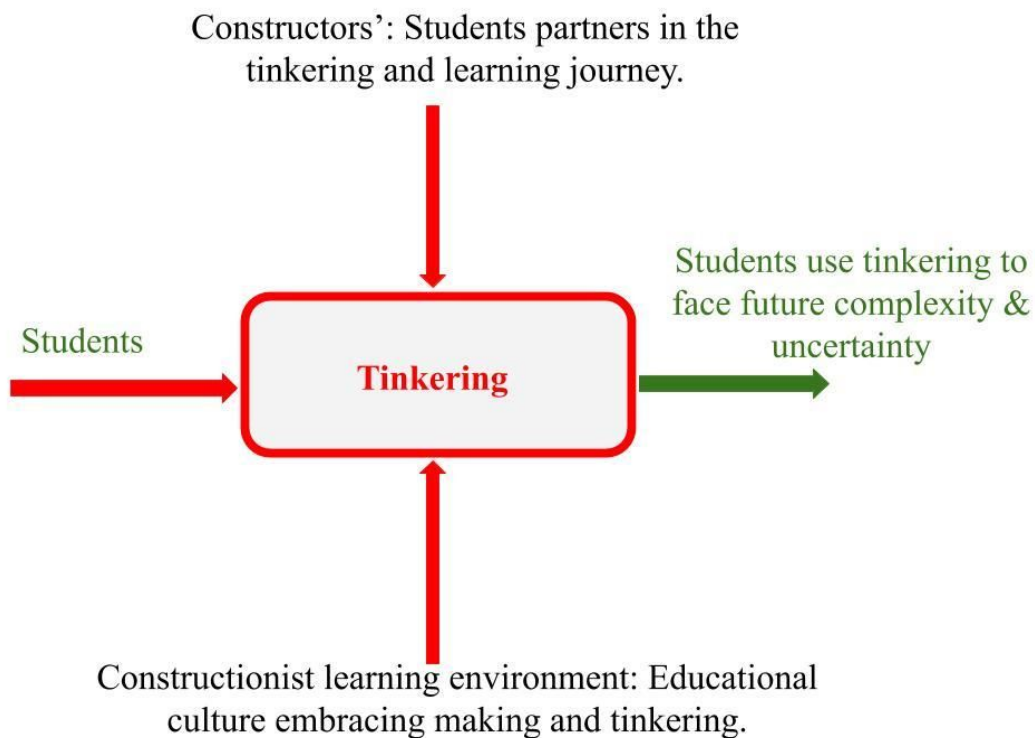 Constructors’: Students partners in the
tinkering and learning journey.
Students use tinkering to
face future complexity &
uncertainty
Students
Tinkering
Constructionist learning environment: Educational
culture embracing making and tinkering.